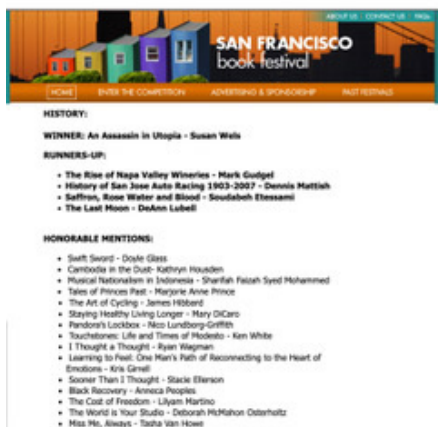 ABOUT US | CONTACT US | FAQs
SAN FRANCISCO
book festival
HOME ENTER THE COMPETITION ADVERTISING & SPONSORSHIP PAST FESTIVALS
HISTORY:
WINNER: An Assassin in Utopia - Susan Wels
RUNNERS-UP:
• The Rise of Napa Valley Wineries - Mark Gudgel
• History of San Jose Auto Racing 1903-2007 - Dennis Mattish
• Saffron, Rose Water and Blood - Soudabeh Etessami
• The Last Moon - DeAnn Lubell
HONORABLE MENTIONS:
• Swift Sword - Doyle Glass
• Cambodia in the Dust- Kathryn Housden
• Musical Nationalism in Indonesia - Sharifah Faizah Syed Mohammed
• Tales of Princes Past - Marjorie Anne Prince
• The Art of Cycling - James Hibbard
• Staying Healthy Living Longer - Mary DiCaro
• Pandora's Lockbox - Nico Lundborg-Griffith
• Touchstones: Life and Times of Modesto - Ken White
• I Thought a Thought - Ryan Wagman
• Learning to Feel: One Man's Path of Reconnecting to the Heart of
Emotions - Kris Girrell
• Sooner Than I Thought - Stacie Ellerson
• Black Recovery - Anneca Peoples
• The Cost of Freedom - Lilyam Martino
• The World is Your Studio - Deborah McMahon Osterholtz
• Miss Me, Always - Tasha Van Howe